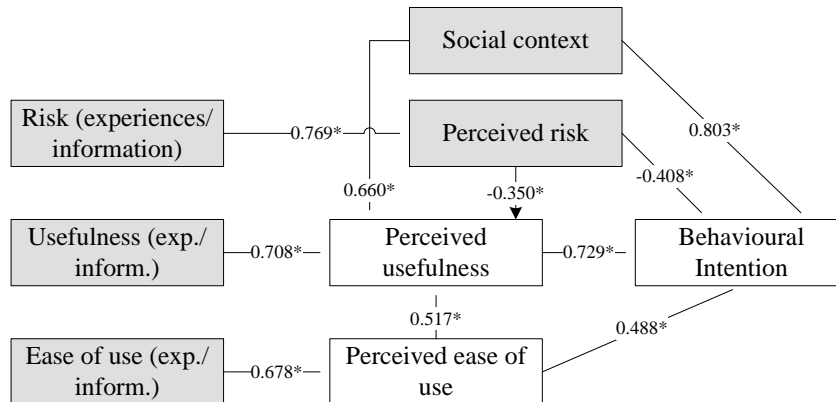 Social context
Risk (experiences/
information)
0.769*
Perceived risk
0.803*
0.660*
-0.350*
-0.408*
Usefulness (exp./
inform.)
0.708*
Perceived
usefulness
0.729*
Behavioural
Intention
0.517*
0.488*
Ease of use (exp./
inform.)
0.678*
Perceived ease of
use